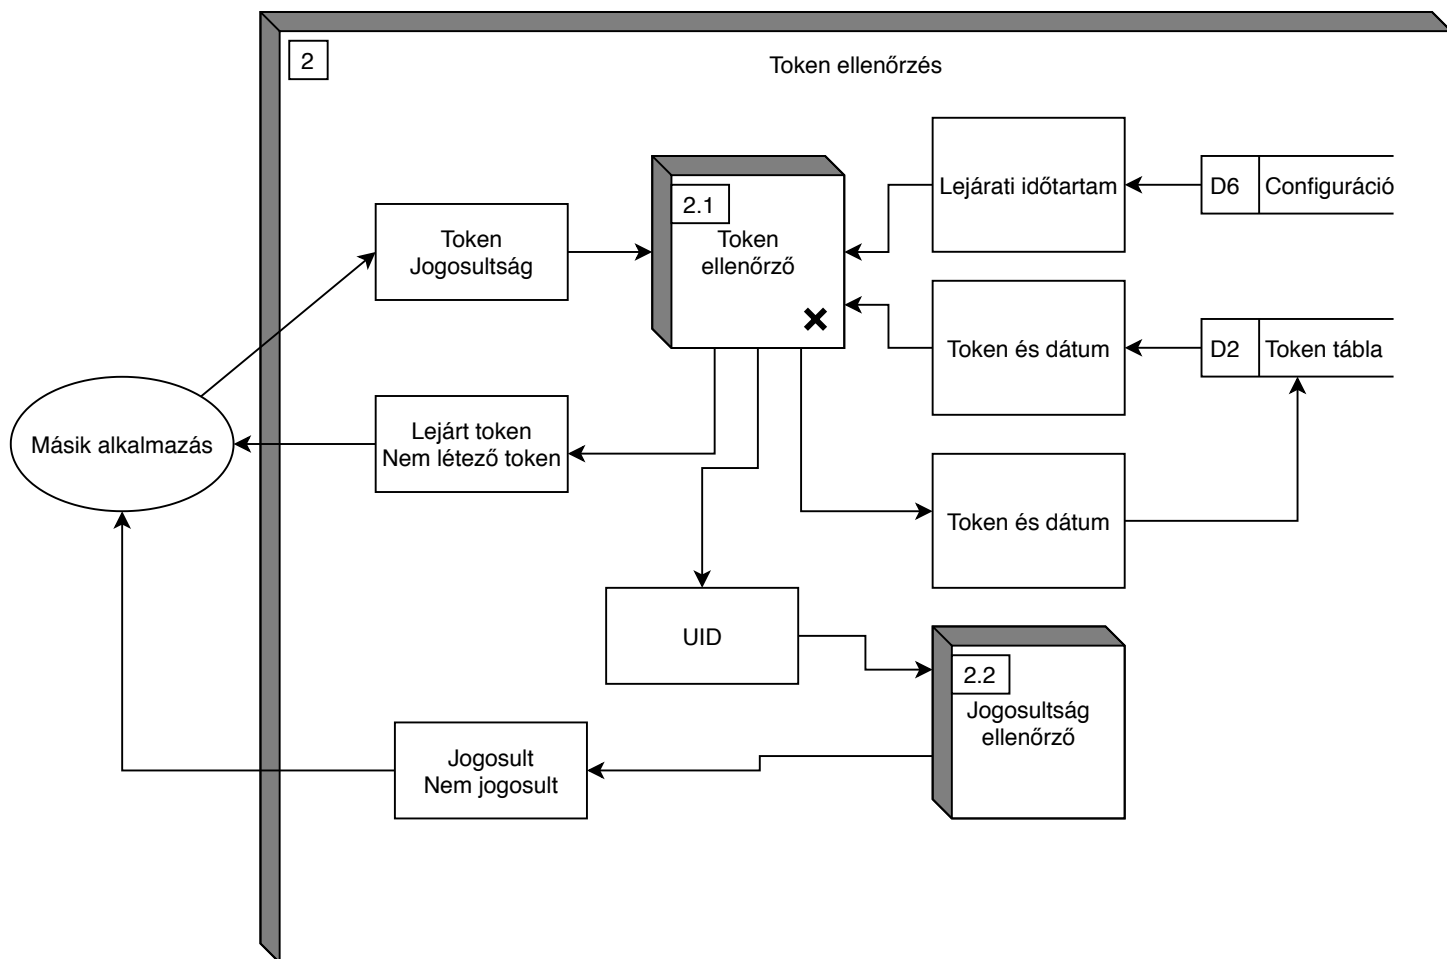 2
Token ellenőrzés
2.1
Token
ellenőrző
Token
Jogosultság
Lejárati időtartam
D6
Configuráció
Token és dátum
D2
Token tábla
Másik alkalmazás
Lejárt token
Nem létező token
Token és dátum
UID
2.2
Jogosultság
ellenőrző
Jogosult
Nem jogosult